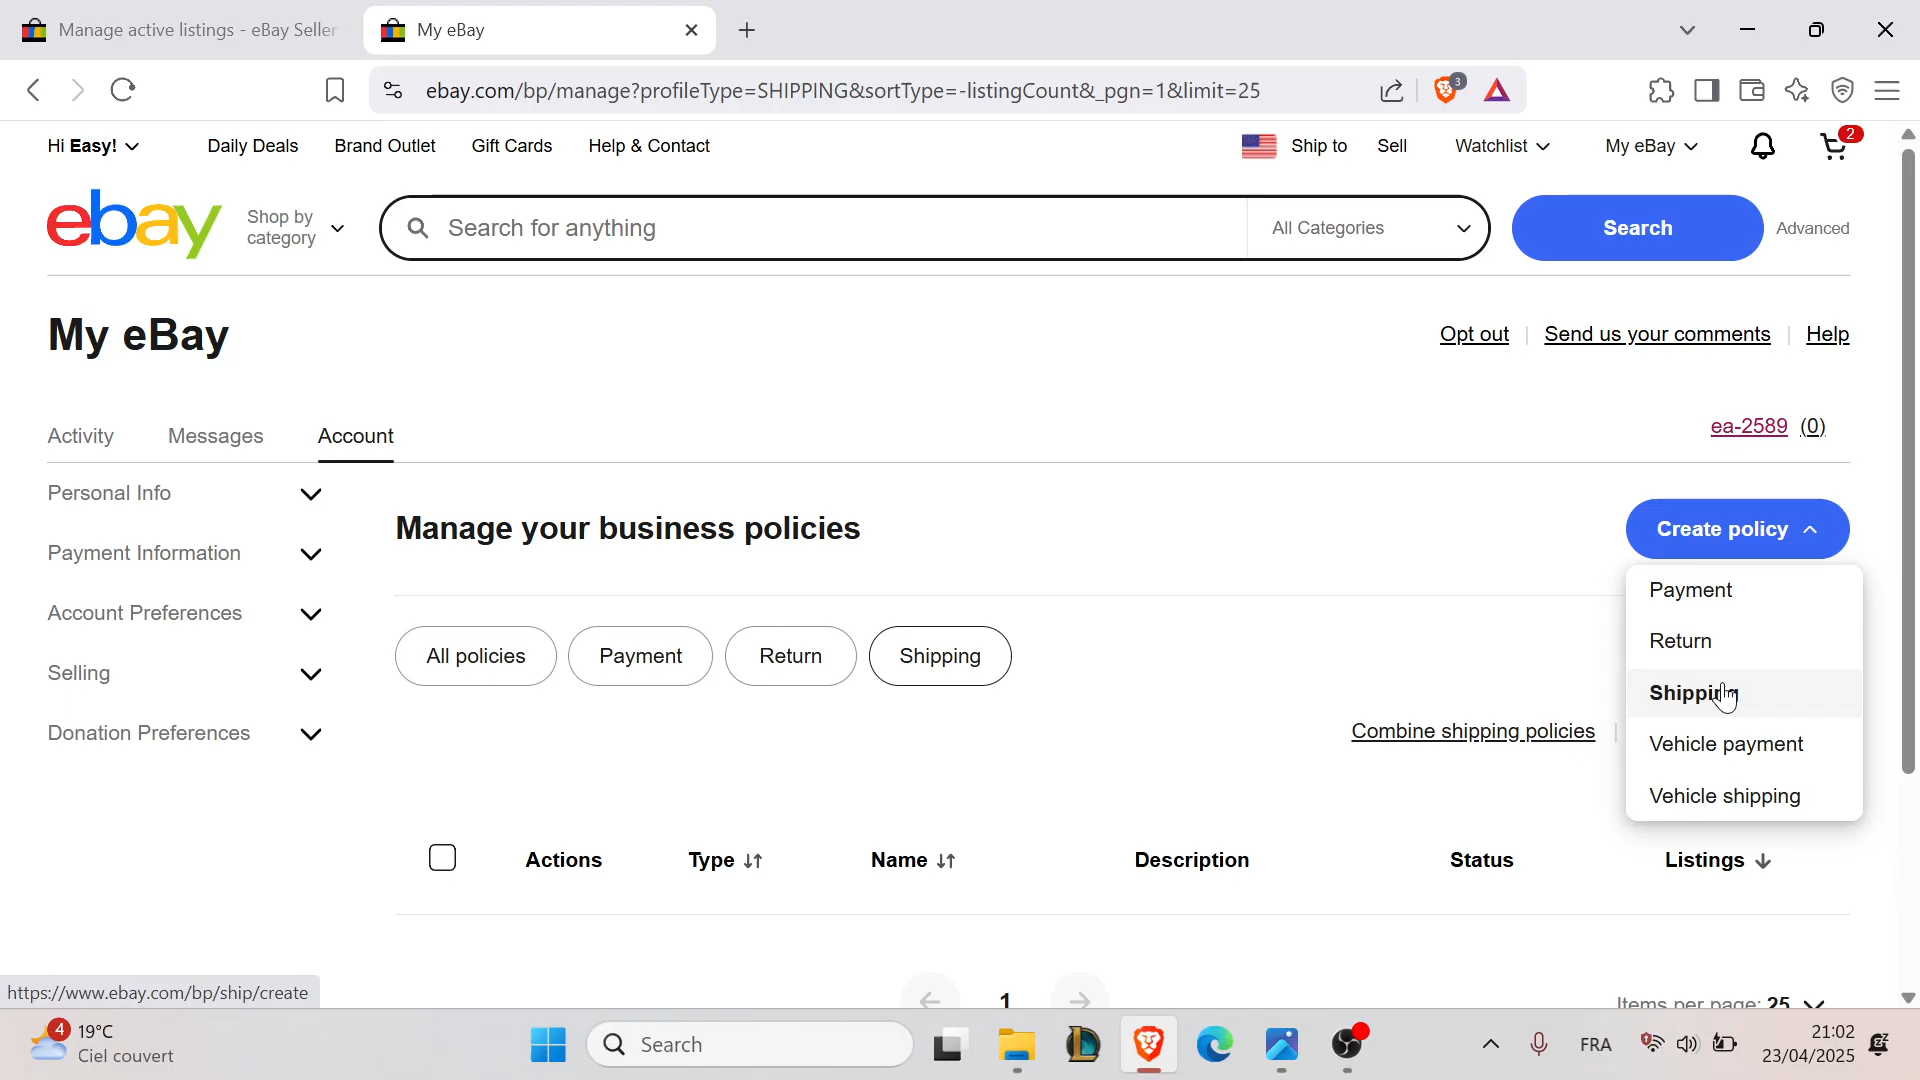 Manage active listings - eBay Seller
My eBay
ebay.com/bp/manage?profileType=SHIPPING&sortType=-listingCount&_pgn=1&limit=25
3
Hi Easy!
Daily Deals
Brand Outlet
Gift Cards
Help & Contact
Ship to
Sell
Watchlist
My eBay
2
ebay
Shop by
category
Search for anything
All Categories
Search
Advanced
My eBay
Opt out
Send us your comments
Help
Activity
Messages
Account
ea-2589 (0)
Personal Info
Payment Information
Account Preferences
Selling
Donation Preferences
Manage your business policies
Create policy
Payment
Return
Shipping
Vehicle payment
Vehicle shipping
All policies
Payment
Return
Shipping
Combine shipping policies
Actions
Type
Name
Description
Status
Listings
1
Items per page: 25
https://www.ebay.com/bp/ship/create
4
19°C
Ciel couvert
Search
FRA
21:02
23/04/2025